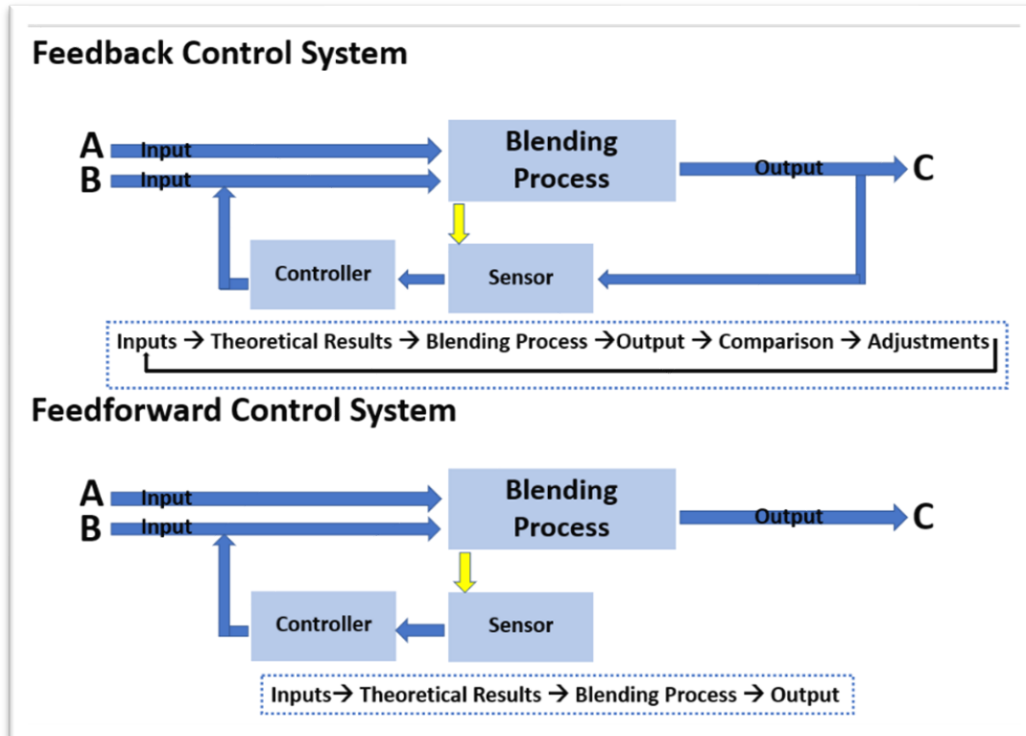 Feedback Control System
A Input
B Input
Blending
Process
Output C
Controller
Sensor
Inputs → Theoretical Results → Blending Process →Output → Comparison → Adjustments
Feedforward Control System
A Input
B Input
Blending
Process
Output C
Controller
Sensor
Inputs→ Theoretical Results → Blending Process → Output